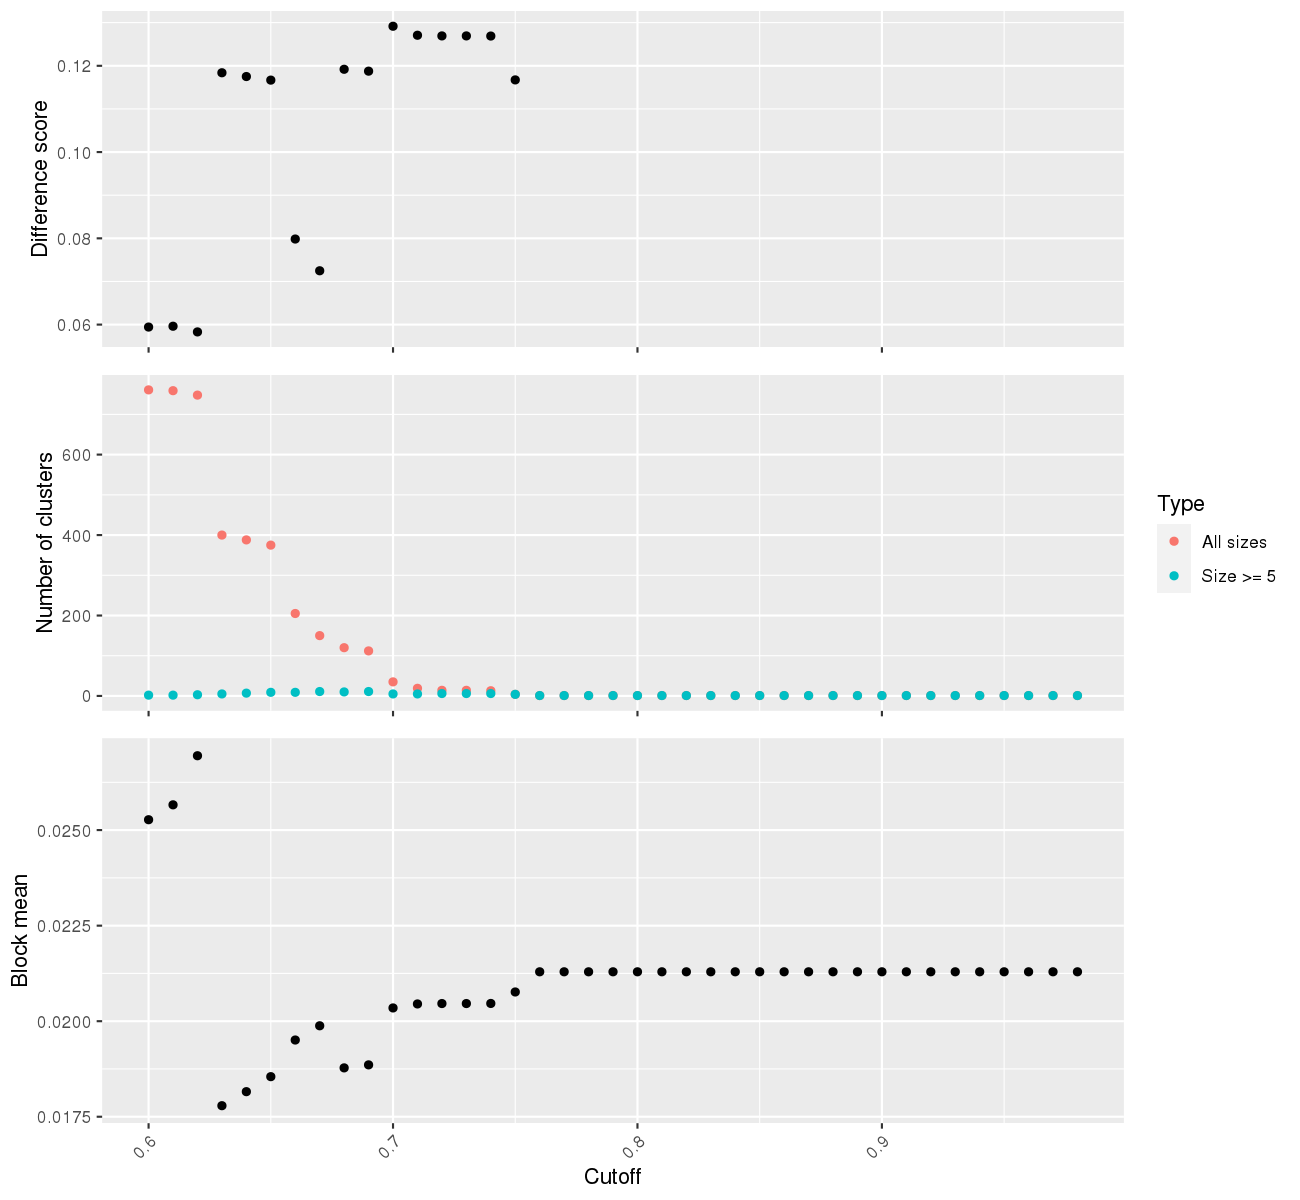 Difference score
0.12
0.10
0.08
0.06
Number of clusters
600
400
200
0
Type
All sizes
Size >= 5
Block mean
0.0250
0.0225
0.0200
0.0175
0.6
0.7
0.8
0.9
Cutoff